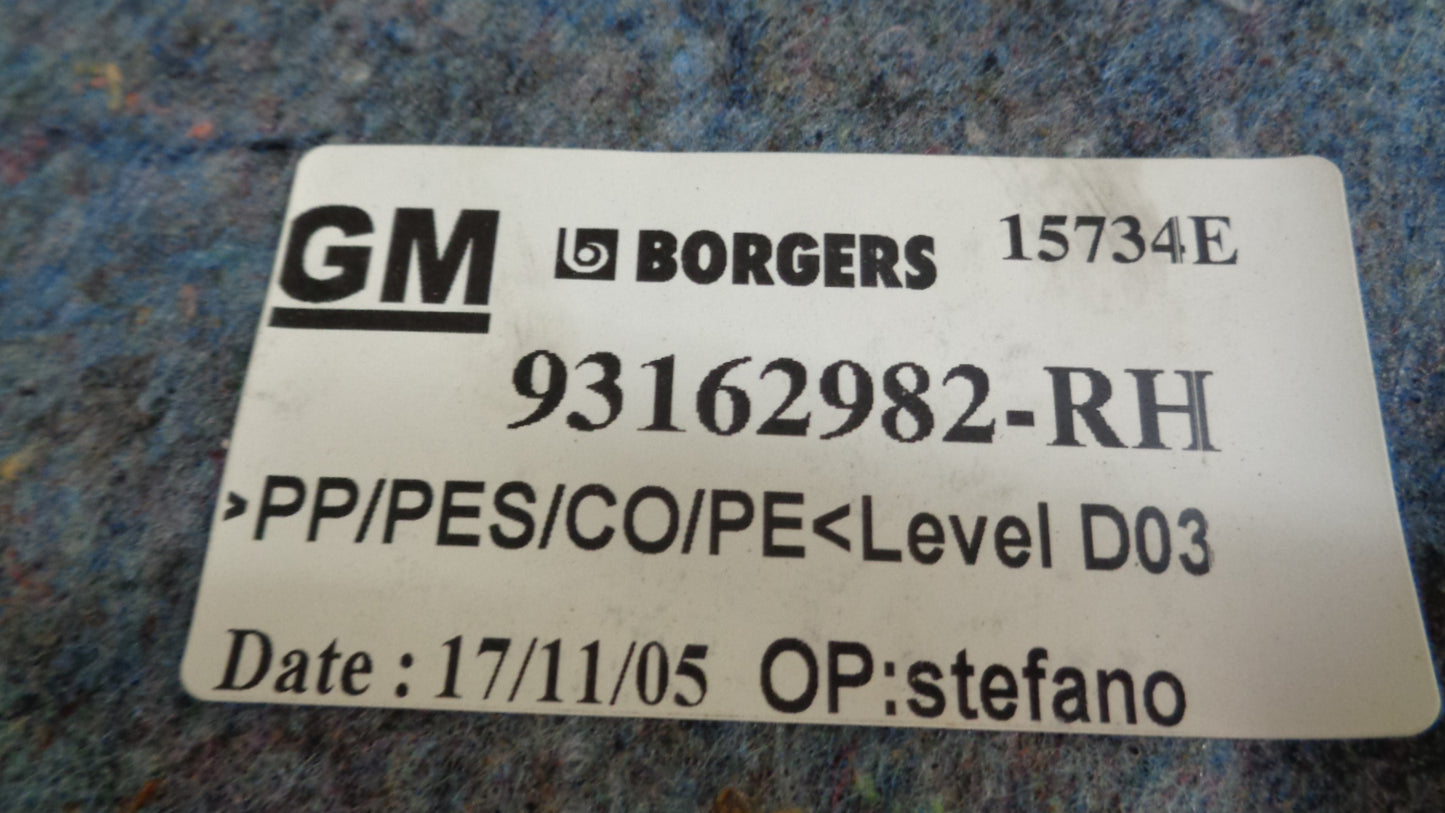 GM BORGERS 15734E
93162982-RH
>PP/PES/CO/PE<Level D03
Date : 17/11/05 OP:stefano